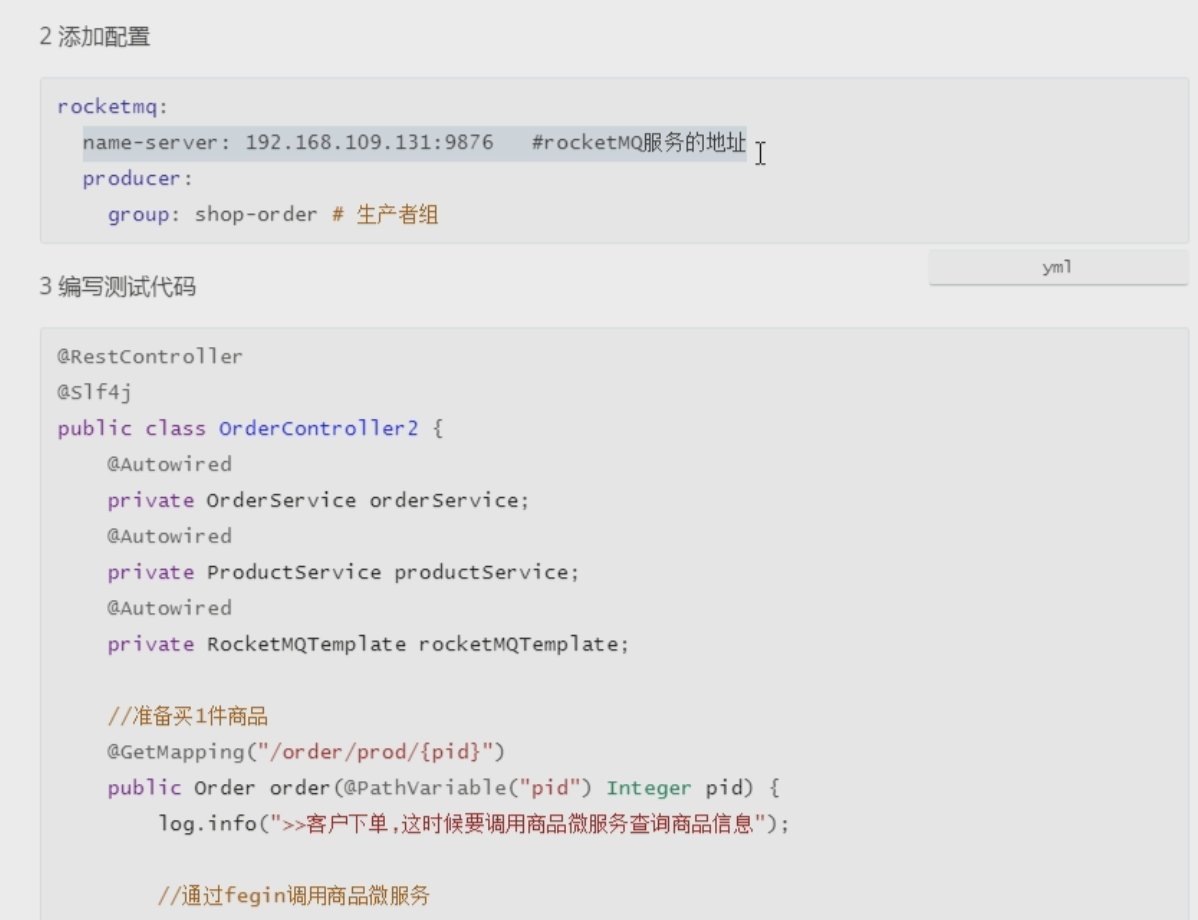 2 添加配置
rocketmq:
name-server: 192.168.109.131:9876 #rocketMQ服务的地址
producer:
group: shop-order # 生产者组
yml
3 编写测试代码
@RestController
@Slf4j
public class OrderController2 {
@Autowired
private OrderService orderService;
@Autowired
private ProductService productService;
@Autowired
private RocketMQTemplate rocketMQTemplate;
//准备买1件商品
@GetMapping("/order/prod/{pid}")
public Order order(@PathVariable("pid") Integer pid) {
log.info(">>客户下单,这时候要调用商品微服务查询商品信息");
//通过fegin调用商品微服务